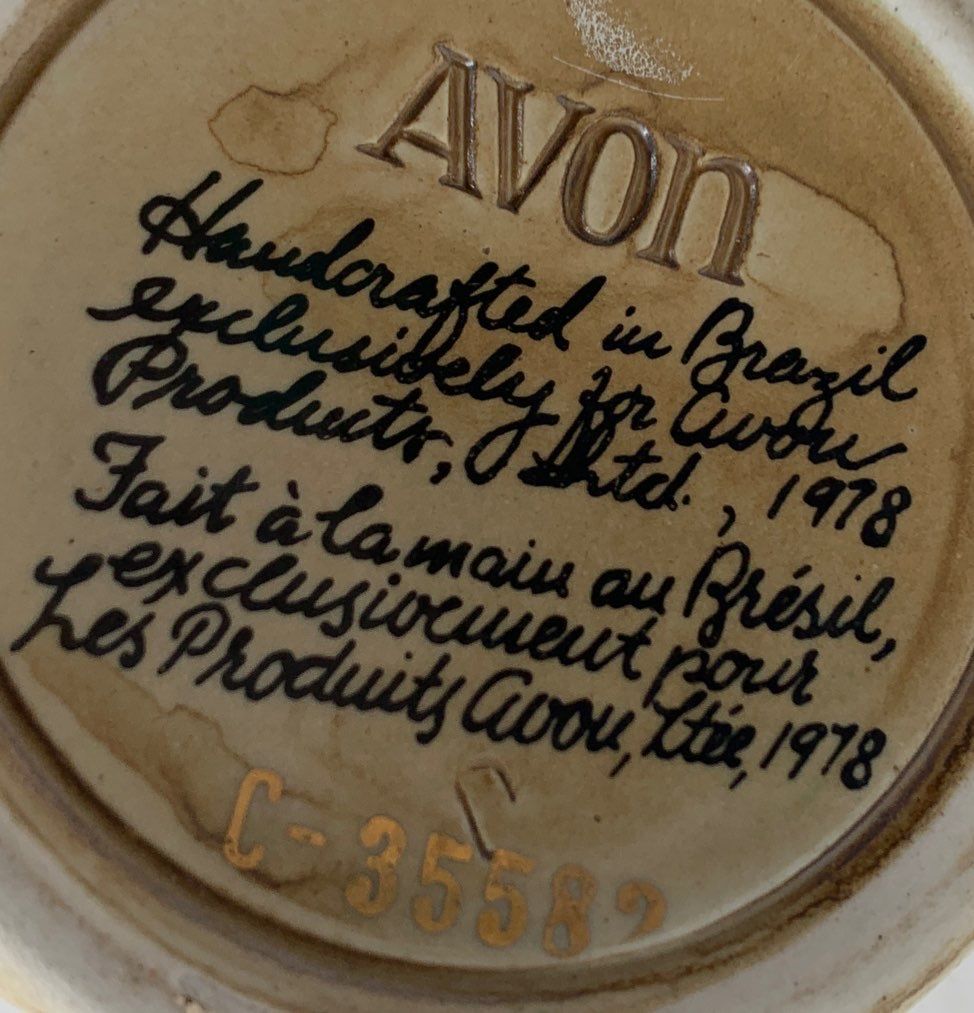 Avon
Handcrafted in Brazil
exclusively for Avon
Products, Ltd., 1978
Fait à la main au Brésil,
exclusivement pour
Les Produits Avon, Ltée, 1978
C-35582